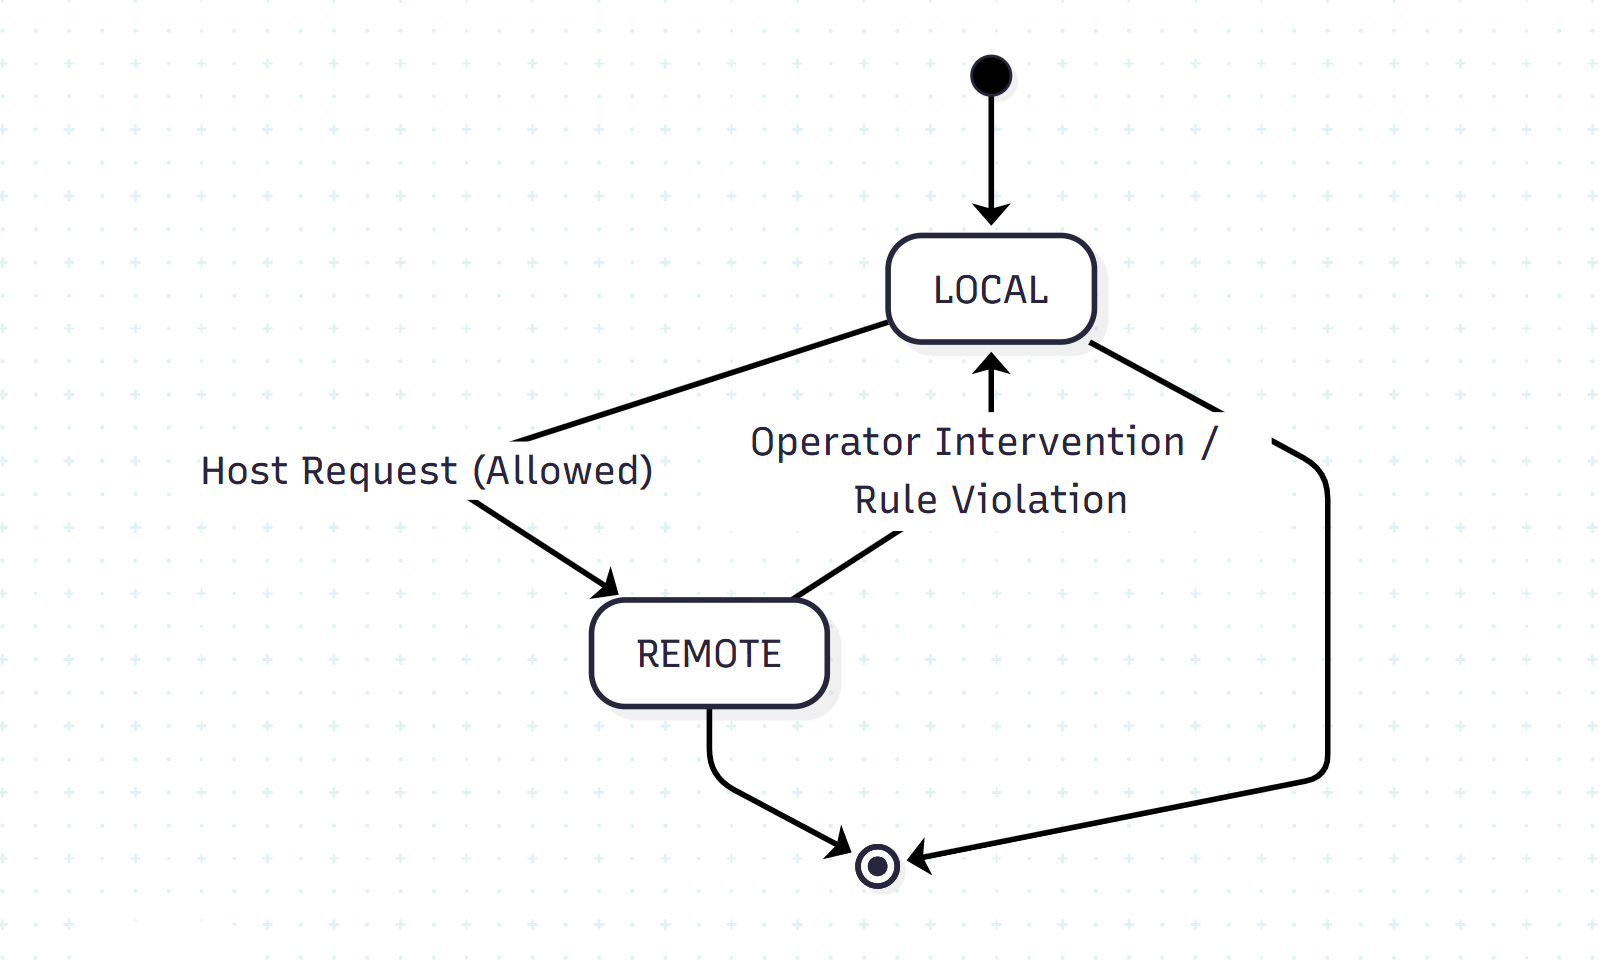 LOCAL
Host Request (Allowed)
Operator Intervention /
Rule Violation
REMOTE